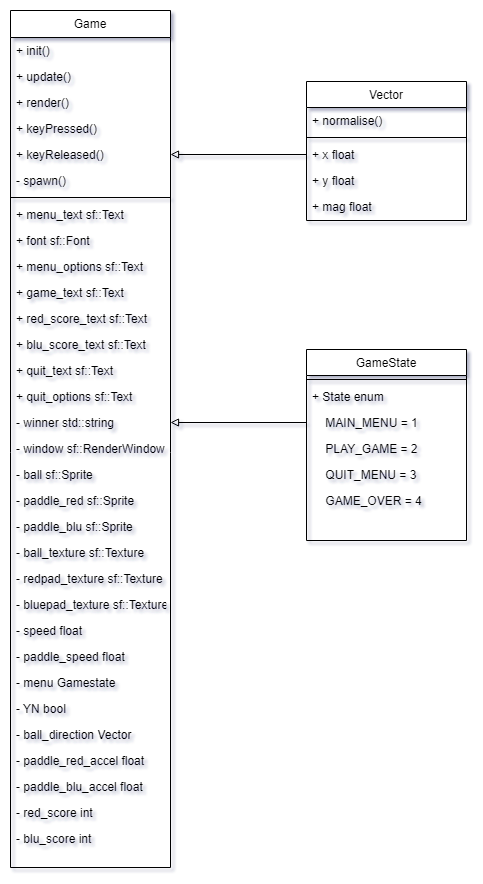 Game
+ init()
+ update()
+ render()
+ keyPressed()
+ keyReleased()
- spawn()
+ menu_text sf::Text
+ font sf::Font
+ menu_options sf::Text
+ game_text sf::Text
+ red_score_text sf::Text
+ blu_score_text sf::Text
+ quit_text sf::Text
+ quit_options sf::Text
- winner std::string
- window sf::RenderWindow
- ball sf::Sprite
- paddle_red sf::Sprite
- paddle_blu sf::Sprite
- ball_texture sf::Texture
- redpad_texture sf::Texture
- bluepad_texture sf::Texture
- speed float
- paddle_speed float
- menu Gamestate
- YN bool
- ball_direction Vector
- paddle_red_accel float
- paddle_blu_accel float
- red_score int
- blu_score int
Vector
+ normalise()
+ x float
+ y float
+ mag float
GameState
+ State enum
MAIN_MENU = 1
PLAY_GAME = 2
QUIT_MENU = 3
GAME_OVER = 4